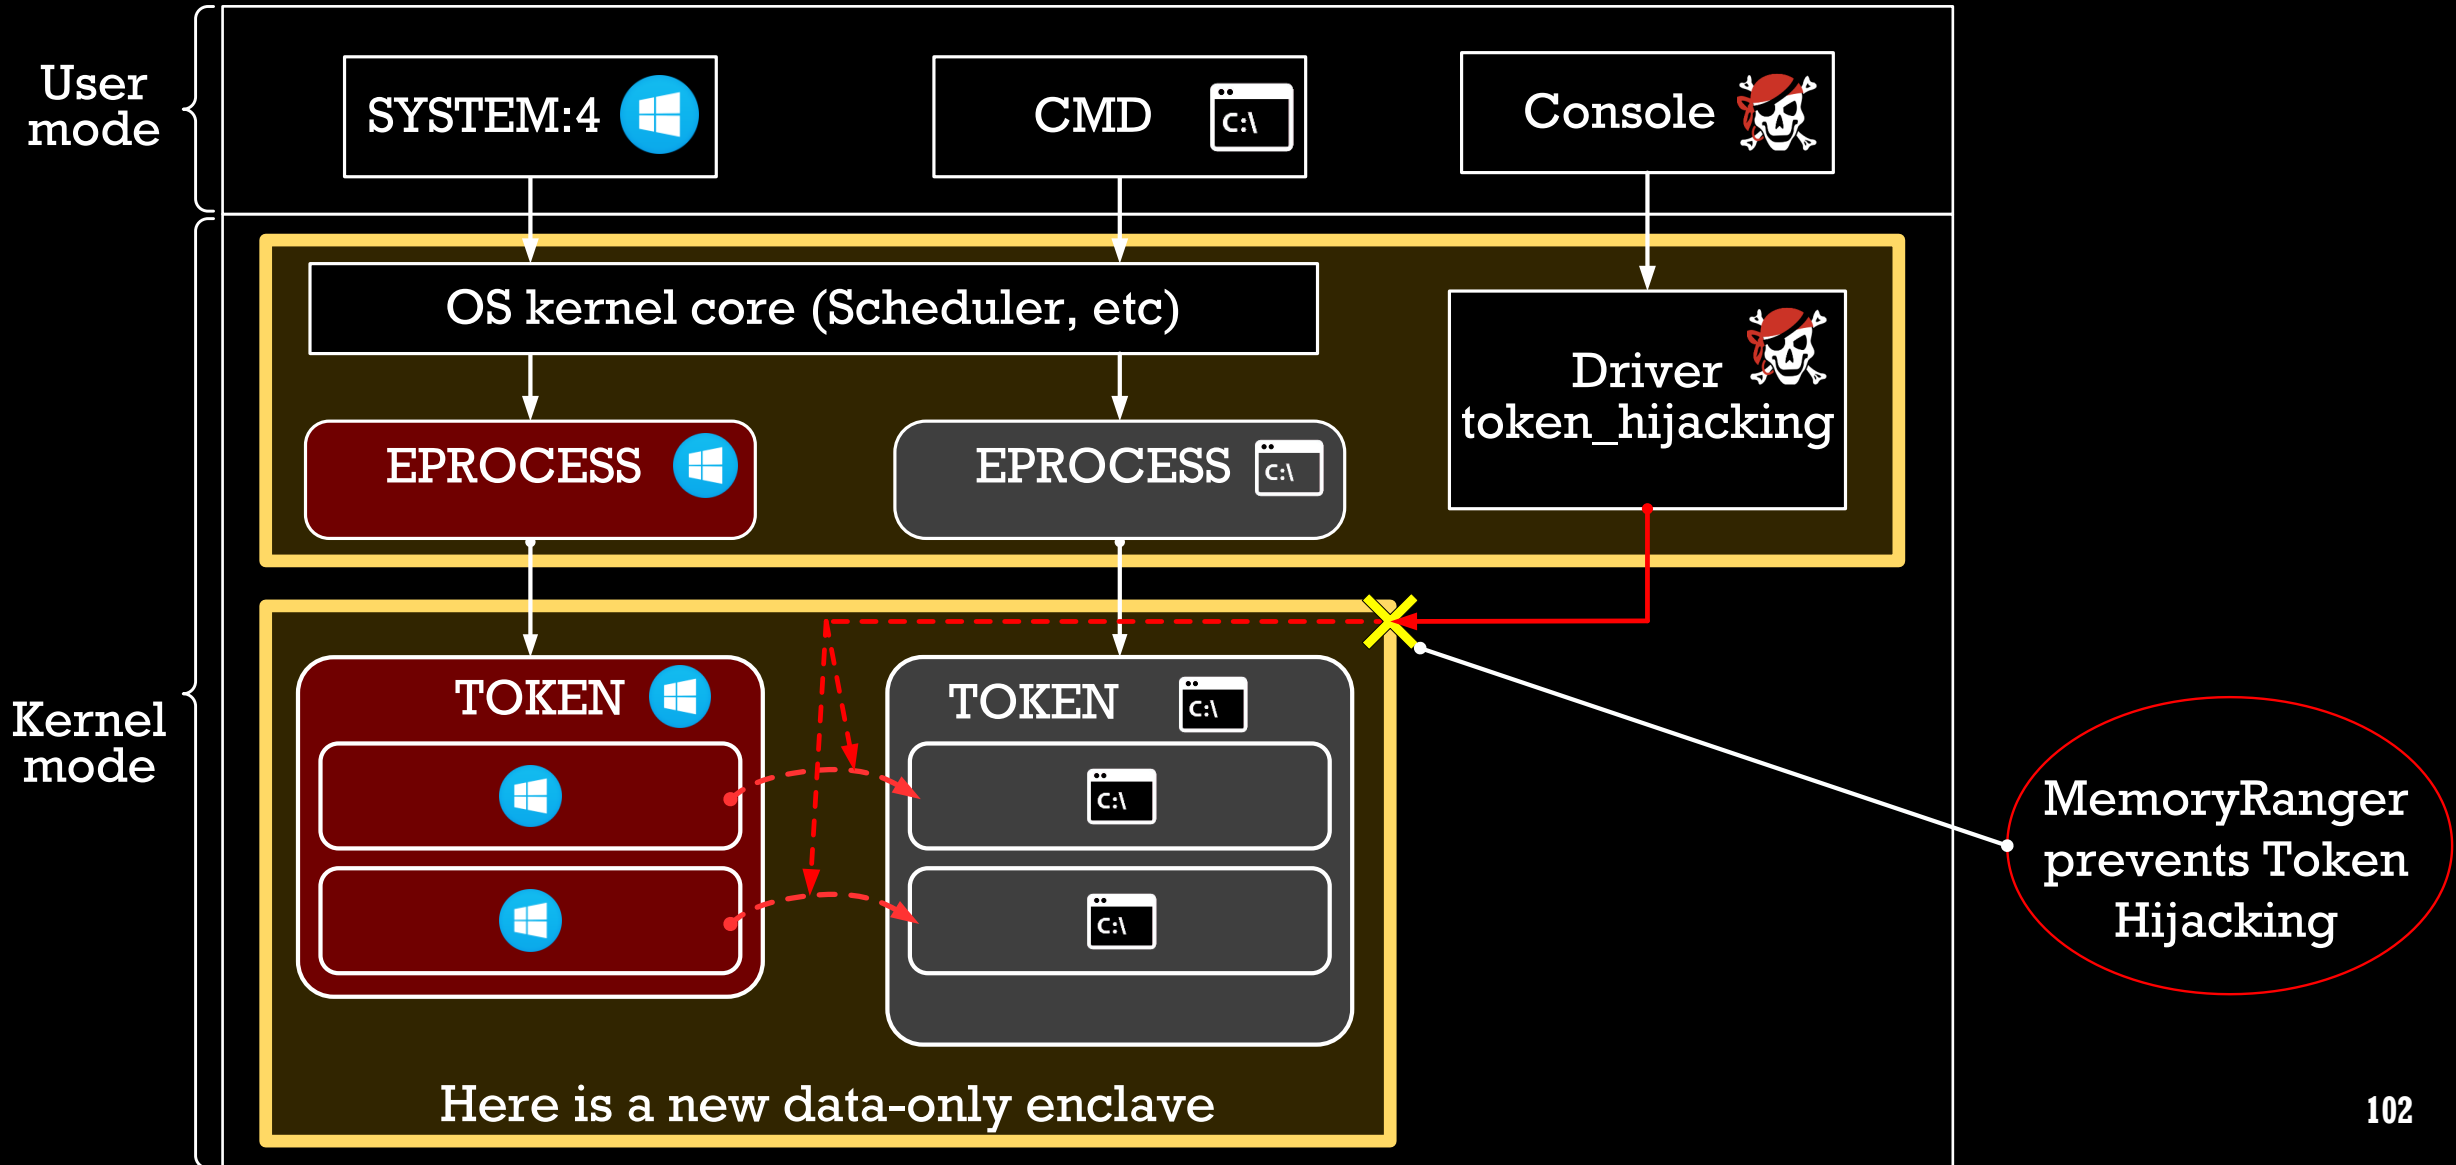 User
mode
SYSTEM:4
CMD
C:\
Console
OS kernel core (Scheduler, etc)
Driver
token_hijacking
EPROCESS
EPROCESS
C:\
Kernel
mode
TOKEN
TOKEN
C:\
C:\
C:\
Here is a new data-only enclave
MemoryRanger
prevents Token
Hijacking
102